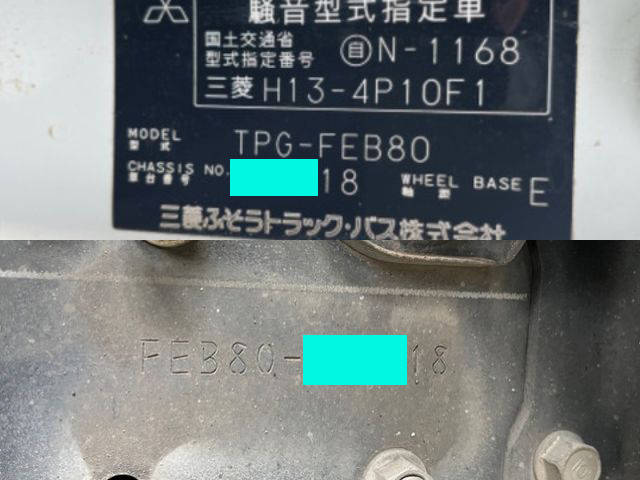 騒音型式指定車
国土交通省
型式指定番号 自N-1168
三菱 H13-4P10F1
MODEL TPG-FEB80
型式
CHASSIS NO. 18 WHEEL BASE E
車台番号 軸距
三菱ふそうトラック・バス株式会社
FEB80- 18